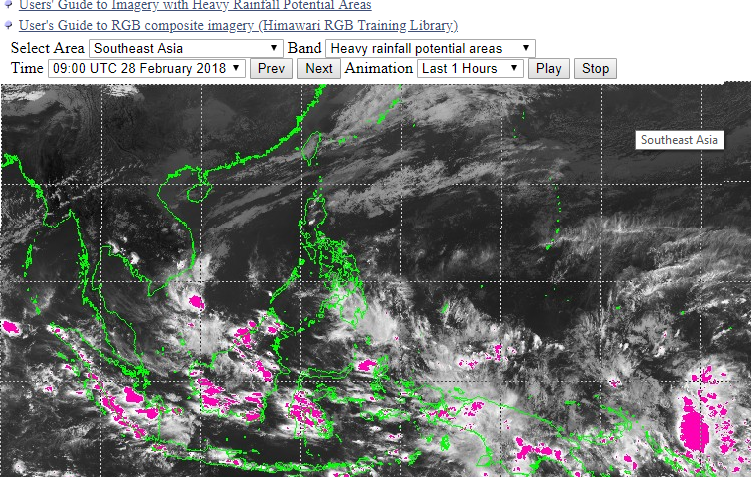 Users' Guide to Imagery with Heavy Rainfall Potential Areas
User's Guide to RGB composite imagery (Himawari RGB Training Library)
Select Area Southeast Asia Band Heavy rainfall potential areas
Time 09:00 UTC 28 February 2018 Prev Next Animation Last 1 Hours Play Stop
Southeast Asia